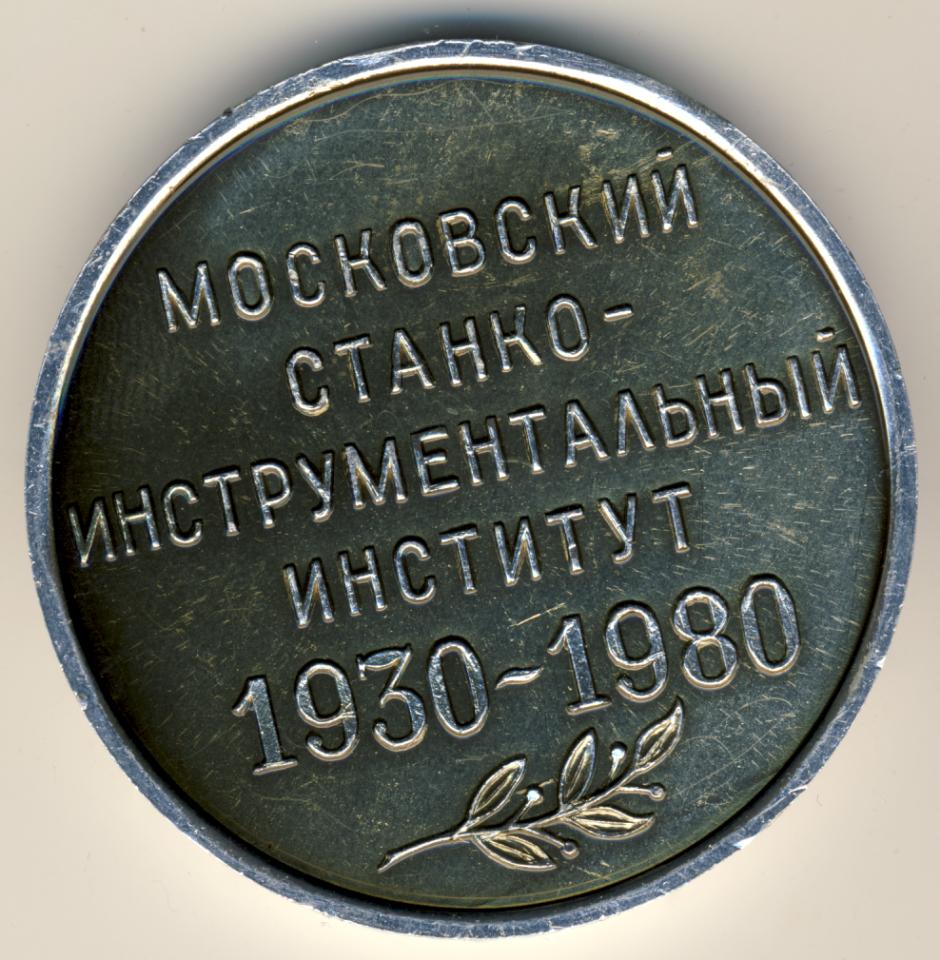 МОСКОВСКИЙ
СТАНКО-
ИНСТРУМЕНТАЛЬНЫЙ
ИНСТИТУТ
1930-1980